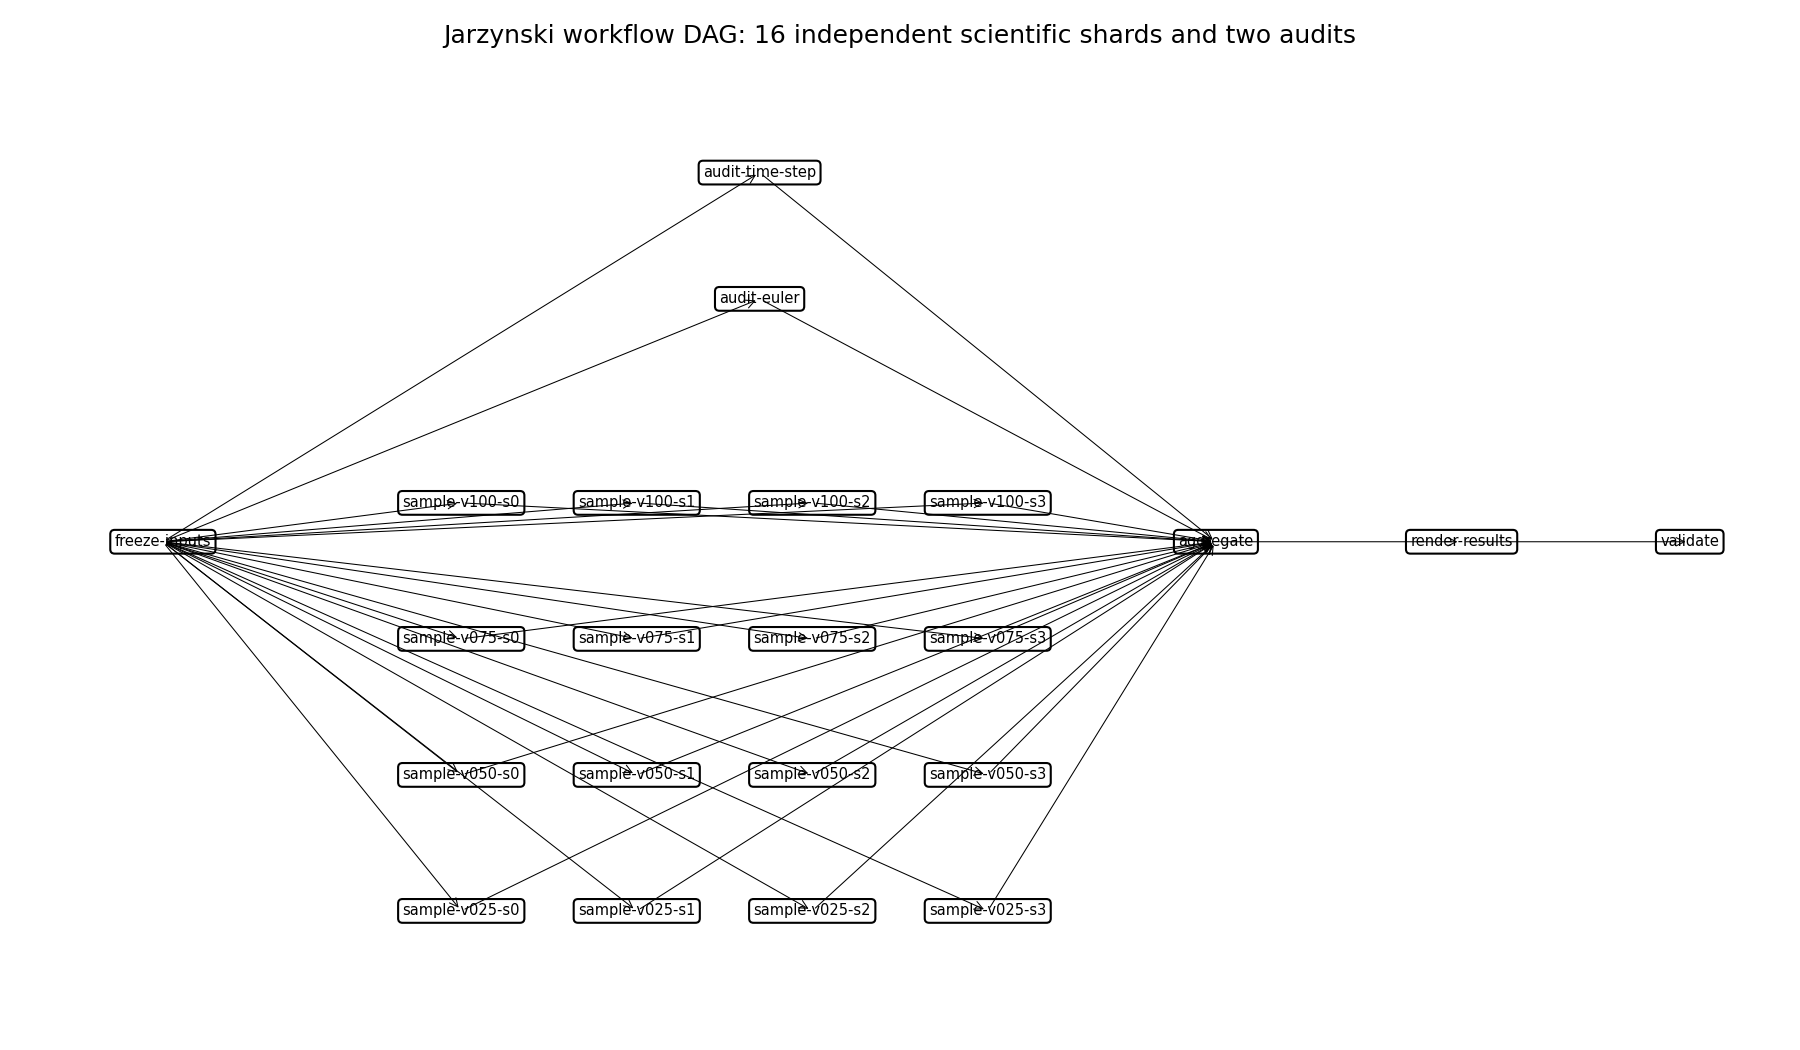 Jarzynski workflow DAG: 16 independent scientific shards and two audits
audit-time-step
audit-euler
sample-v100-s0
sample-v100-s1
sample-v100-s2
sample-v100-s3
freeze-inputs
aggregate
render-results
validate
sample-v075-s0
sample-v075-s1
sample-v075-s2
sample-v075-s3
sample-v050-s0
sample-v050-s1
sample-v050-s2
sample-v050-s3
sample-v025-s0
sample-v025-s1
sample-v025-s2
sample-v025-s3